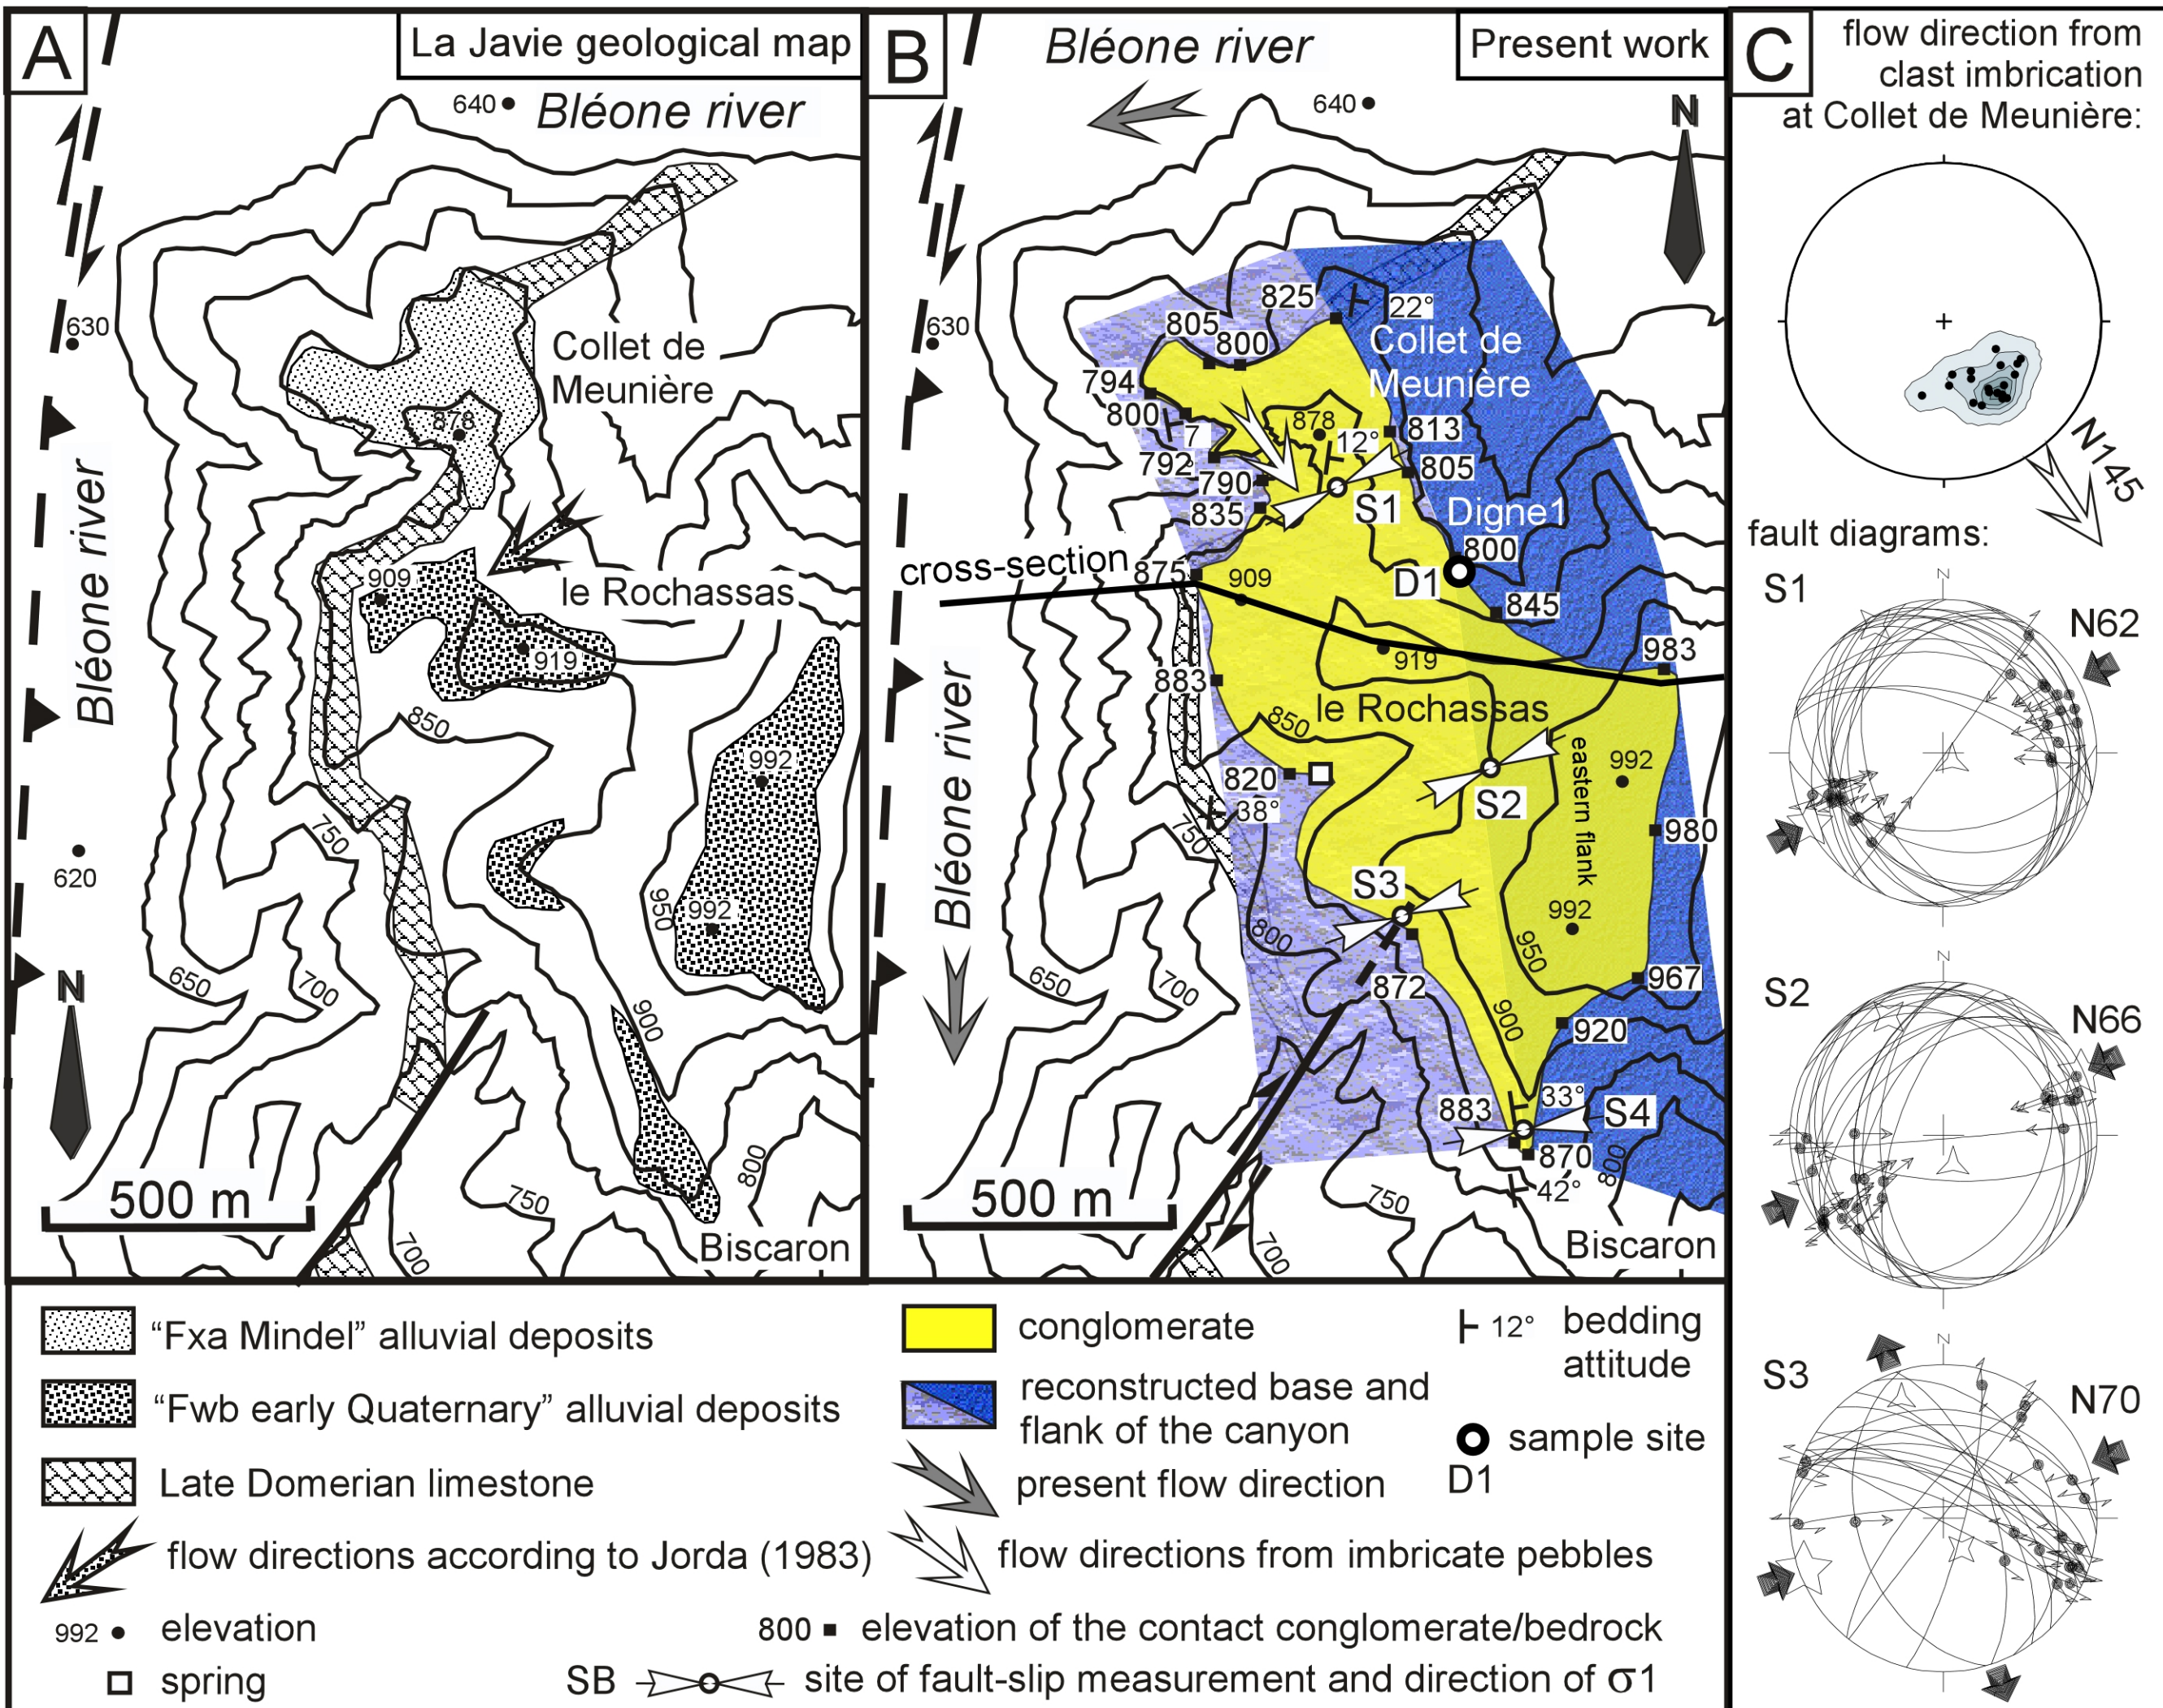 A
La Javie geological map
640
Bléone river
630
Collet de
Meunière
878
Bléone river
909
le Rochassas
919
850
992
750
620
950
992
650
700
N
900
500 m
750
800
700
Biscaron
B
Bléone river
Present work
640
N
825
22°
630
805
800
Collet de
Meunière
794
800
7
878
12°
813
792
790
805
835
S1
Digne1
800
cross-section
875
909
D1
845
983
919
883
le Rochassas
850
eastern flank
992
820
S2
38°
750
980
Bléone river
S3
992
800
950
967
872
650
700
900
920
883
33°
S4
870
800
42°
500 m
750
700
Biscaron
C
flow direction from
clast imbrication
at Collet de Meunière:
N145
fault diagrams:
N
S1
N62
N
S2
N66
N
S3
N70
“Fxa Mindel” alluvial deposits
“Fwb early Quaternary” alluvial deposits
Late Domerian limestone
flow directions according to Jorda (1983)
992 elevation
spring
conglomerate
reconstructed base and
flank of the canyon
present flow direction
flow directions from imbricate pebbles
800 elevation of the contact conglomerate/bedrock
SB site of fault-slip measurement and direction of σ1
12° bedding
attitude
sample site
D1